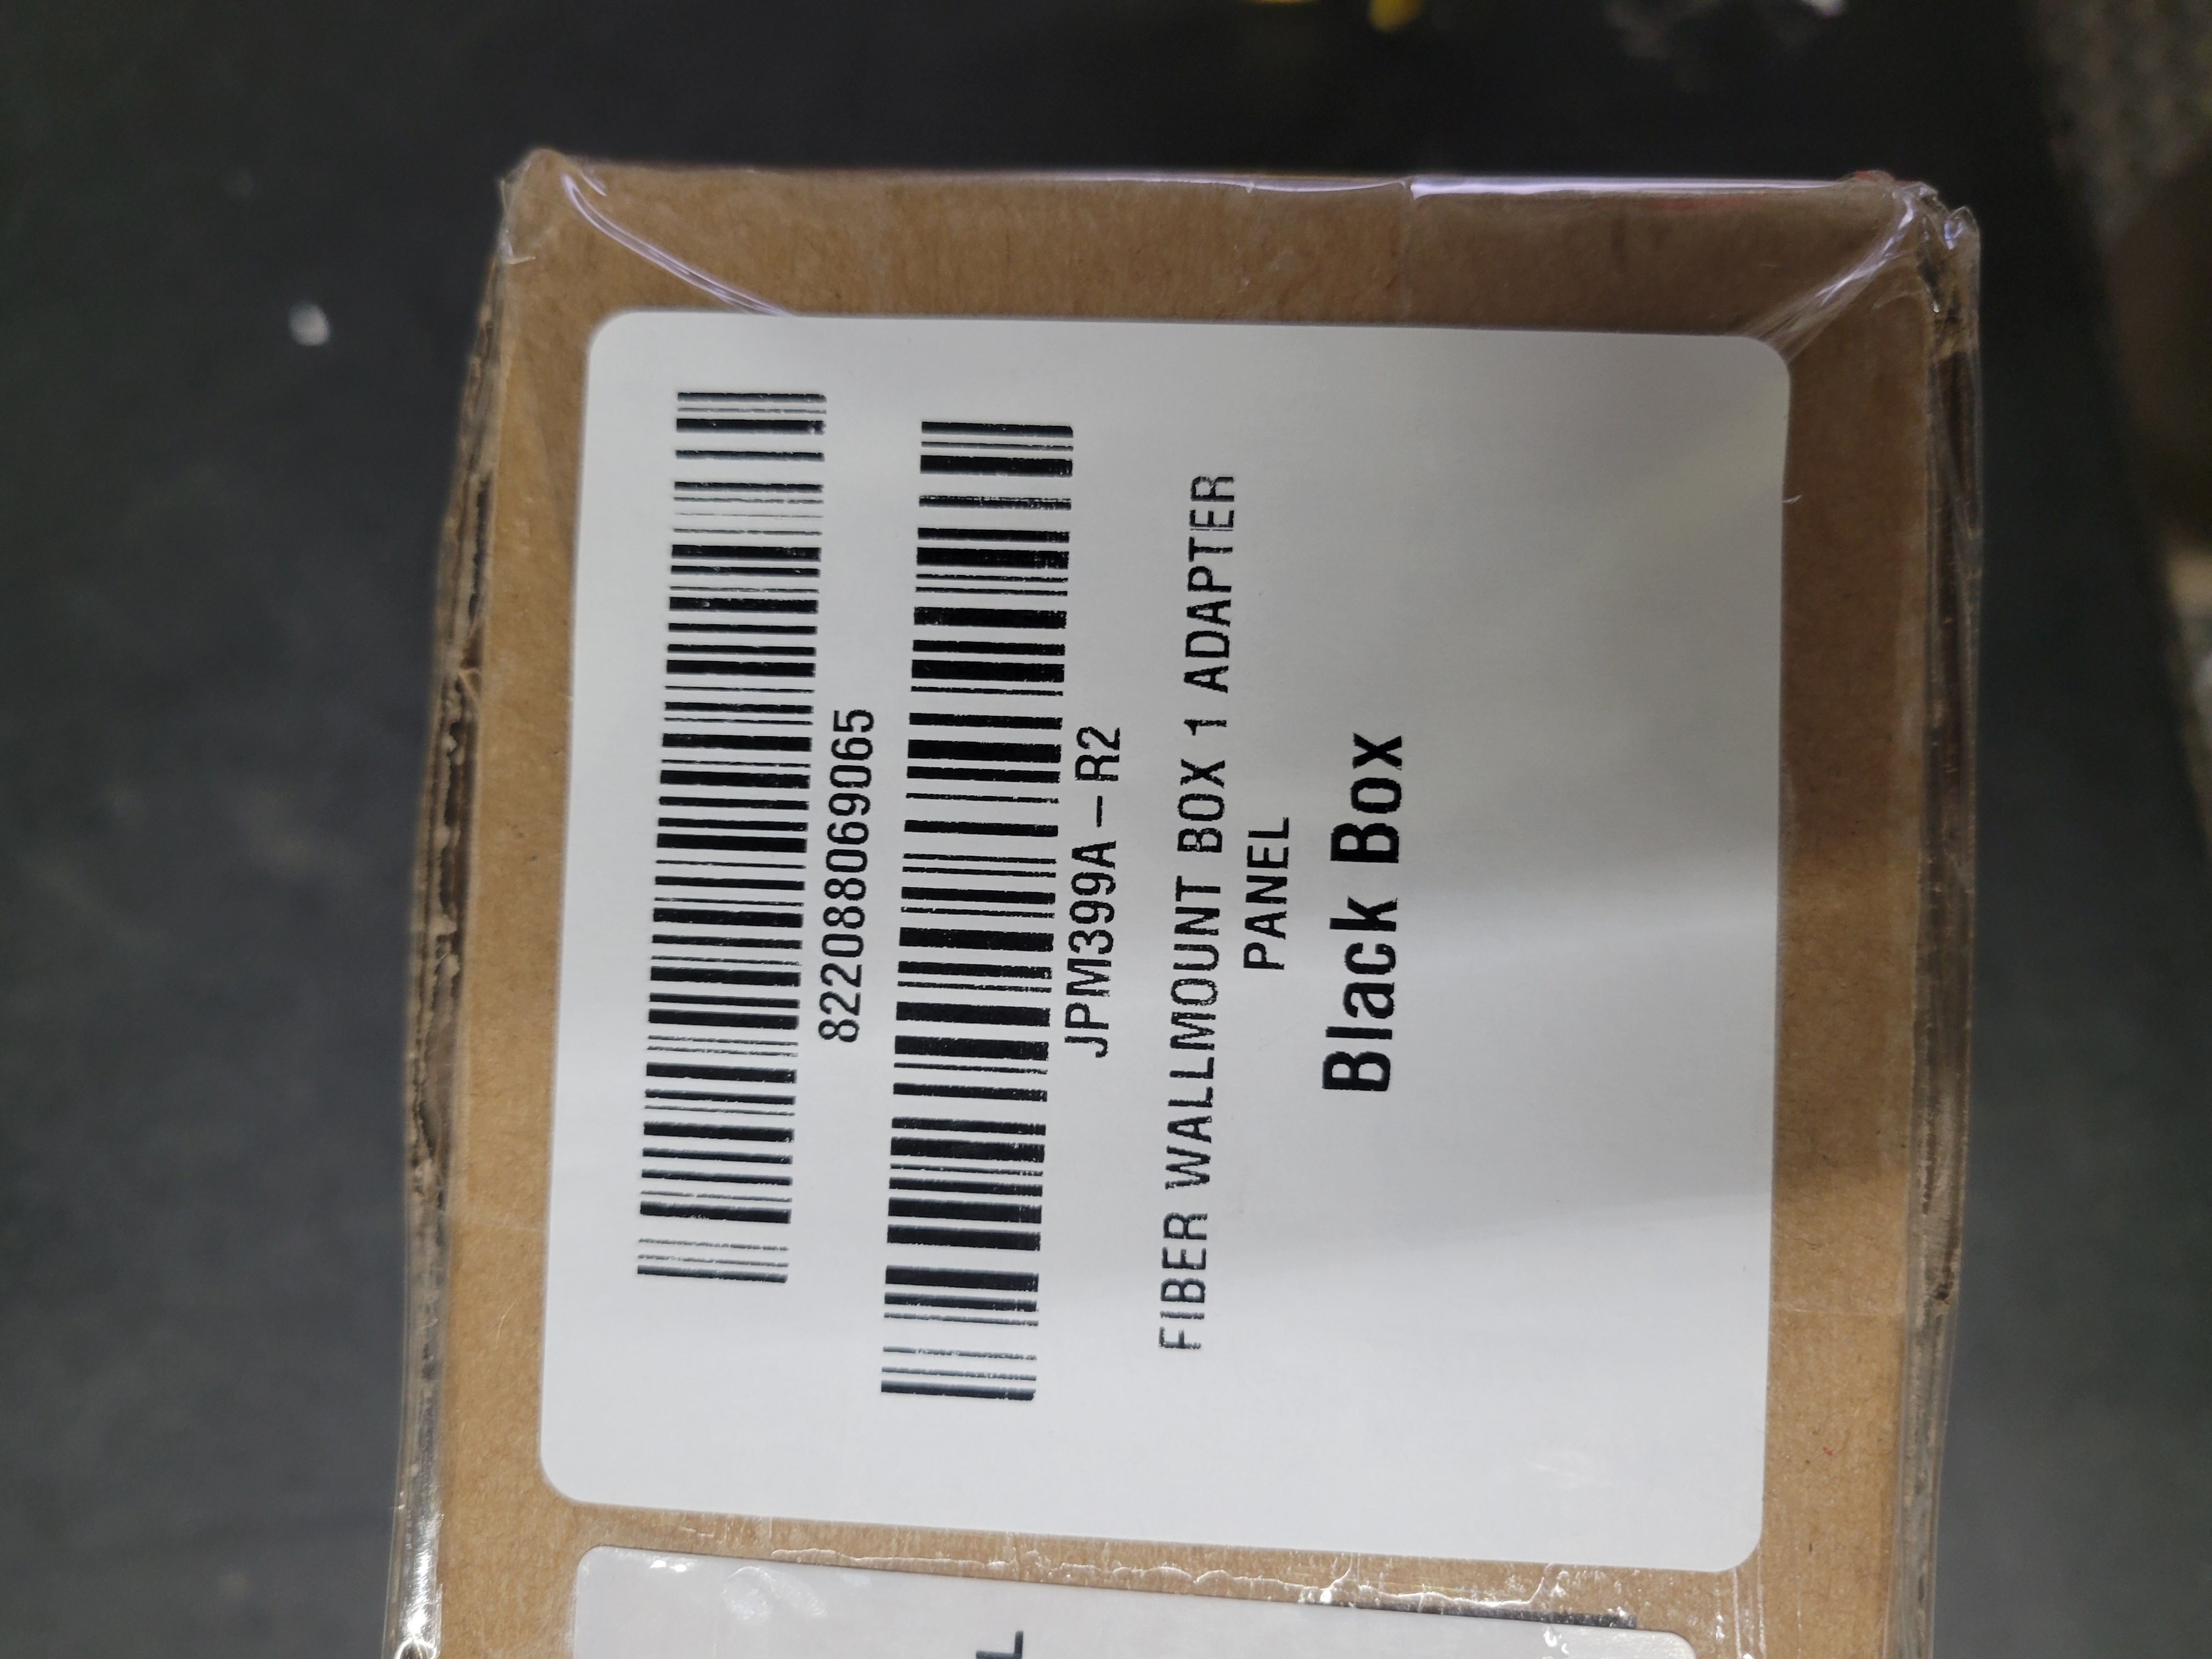 822088069065
JPM399A-R2
FIBER WALLMOUNT BOX 1 ADAPTER
PANEL
Black Box